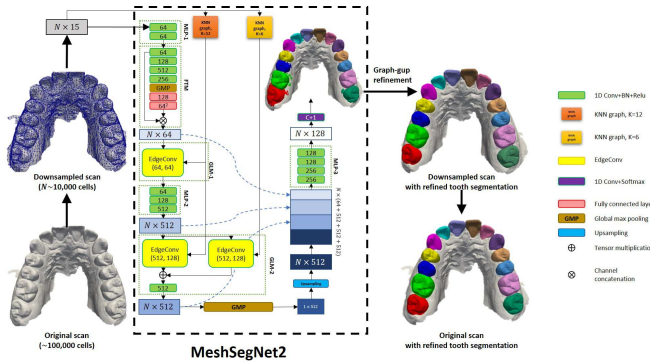 N × 15
64
64
MLP-1
KNN
graph,
K=12
KNN
graph,
K=6
64
128
512
256
GMP
128
64²
FTM
N × 64
EdgeConv
(64, 64)
GLM-1
64
128
512
MLP-2
N × 512
EdgeConv
(512, 128)
EdgeConv
(512, 128)
GLM-2
512
N × 512
GMP
1 x 512
Upsampling
N × 512
N × (64 + 512 + 512 + 512)
256
256
128
128
MLP-3
N × 128
C+1
MeshSegNet2
Downsampled scan
(N~10,000 cells)
Original scan
(~100,000 cells)
Graph-gup
refinement
Downsampled scan
with refined tooth segmentation
Original scan
with refined tooth segmentation
1D Conv+BN+Relu
KNN graph, K=12
KNN graph, K=6
EdgeConv
1D Conv+Softmax
Fully connected laye
GMP
Global max pooling
Upsampling
Tensor multiplicatio
Channel
concatenation